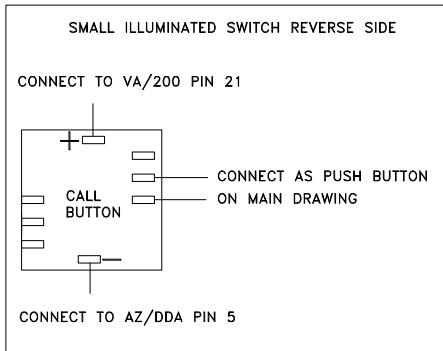 SMALL ILLUMINATED SWITCH REVERSE SIDE
CONNECT TO VA/200 PIN 21
+
CONNECT AS PUSH BUTTON
CALL
ON MAIN DRAWING
BUTTON
—
CONNECT TO AZ/DDA PIN 5